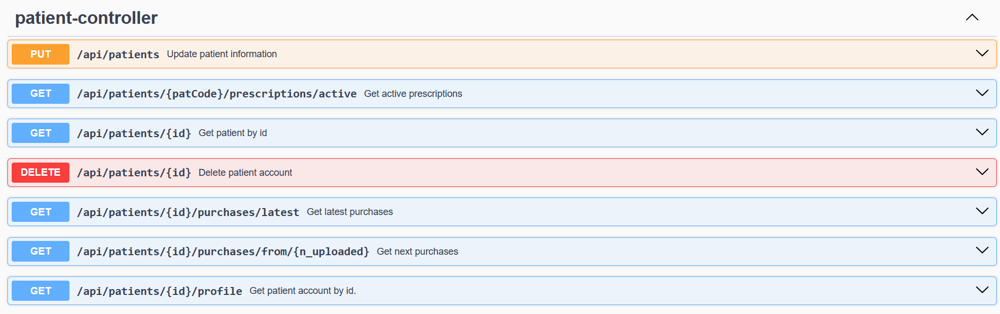 patient-controller
PUT /api/patients Update patient information
GET /api/patients/{patCode}/prescriptions/active Get active prescriptions
GET /api/patients/{id} Get patient by id
DELETE /api/patients/{id} Delete patient account
GET /api/patients/{id}/purchases/latest Get latest purchases
GET /api/patients/{id}/purchases/from/{n_uploaded} Get next purchases
GET /api/patients/{id}/profile Get patient account by id.